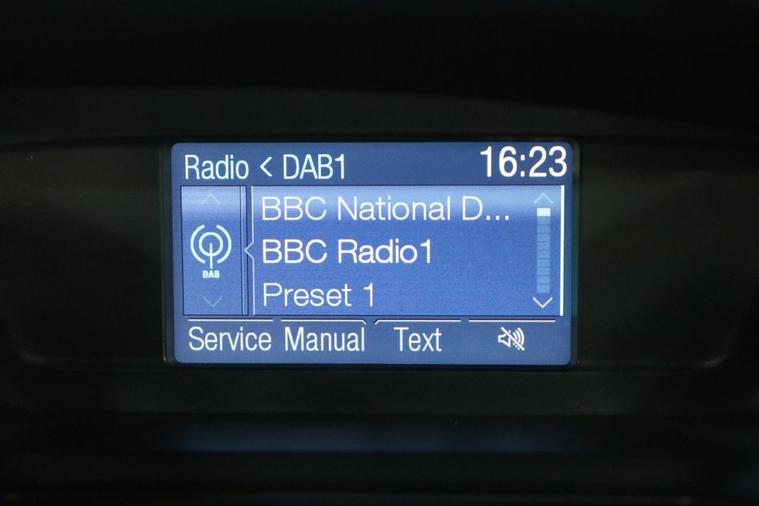 Radio < DAB1 16:23
BBC National D...
BBC Radio1
DAB
Preset 1
Service Manual Text